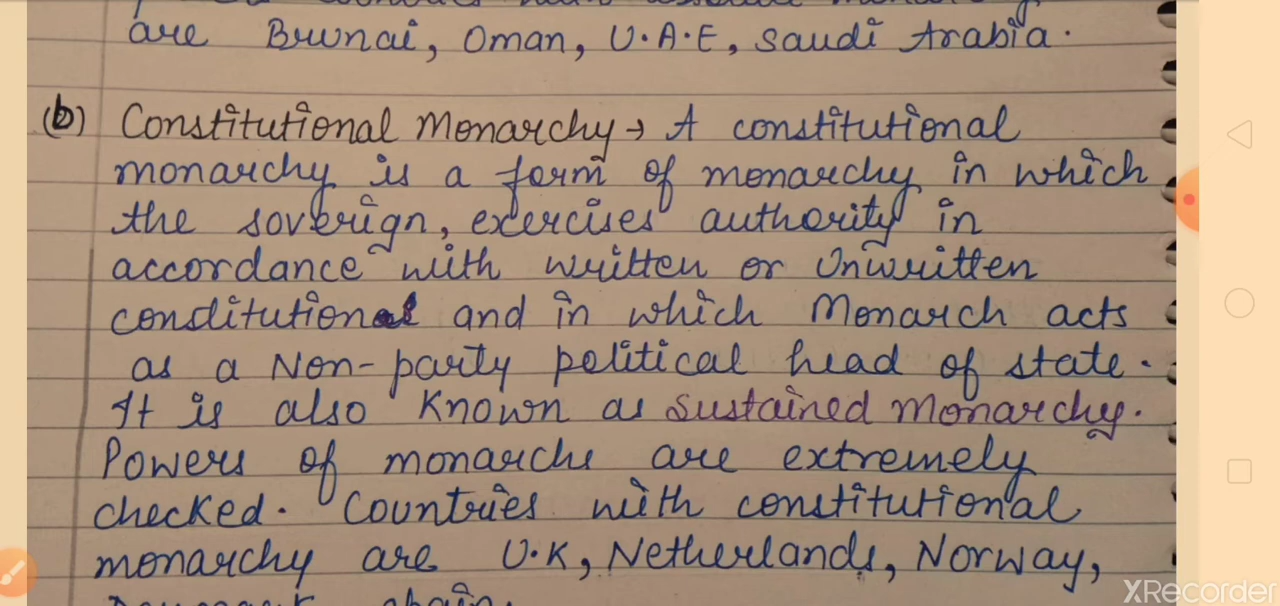 are Brunai, Oman, U.A.E, Saudi Arabia.
(b) Constitutional Monarchy → A constitutional
monarchy is a form of monarchy in which
the soverign, exercises authority in
accordance with written or Unwritten
constitutional and in which Monarch acts
as a Non-party political head of state.
It is also known as Sustained Monarchy.
Powers of monarchs are extremely
checked. Countries with constitutional
monarchy are U.K, Netherlands, Norway,
XRecorder